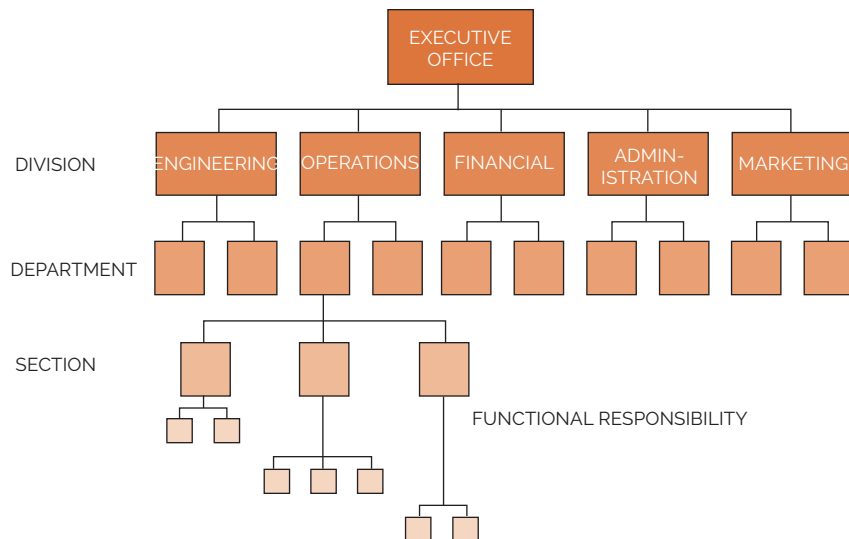 EXECUTIVE
OFFICE
DIVISION
ENGINEERING
OPERATIONS
FINANCIAL
ADMIN-
ISTRATION
MARKETING
DEPARTMENT
SECTION
FUNCTIONAL RESPONSIBILITY